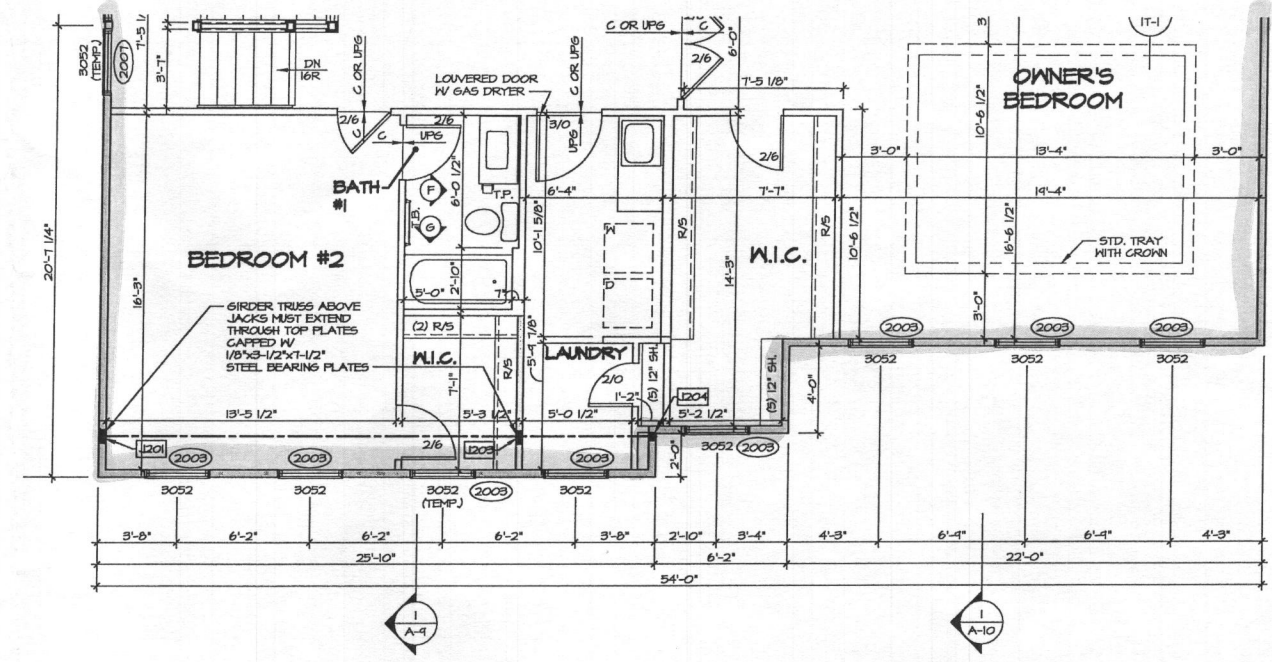 C OR UPG
C
2/6
2/6
6'-0"
3
1T-1
3052
(TEMP.)
2007
3'-7"
DN
16R
C OR UPG
LOUVERED DOOR
W/ GAS DRYER
C OR UPG
7'-5 1/8"
OWNER'S
BEDROOM
10'-6 1/2"
2/6
C
C
2/6
UPG
3/0
UPG
2/6
3'-0"
13'-4"
3'-0"
BATH
#1
F
T.P.
6'-0 1/2"
6'-4"
7'-7"
14'-4"
T.B.
G
10'-1 5/8"
R/S
R/S
10'-6 1/2"
16'-6 1/2"
20'-7 1/4"
W
STD. TRAY
WITH CROWN
BEDROOM #2
W.I.C.
16'-3"
2'-10"
D
14'-3"
5'-0"
7"
3'-0"
GIRDER TRUSS ABOVE
JACKS MUST EXTEND
THROUGH TOP PLATES
CAPPED W/
1/8"x3-1/2"x7-1/2"
STEEL BEARING PLATES
(2) R/S
2003
2003
2003
W.I.C.
R/S
5'-9 7/8"
LAUNDRY
3052
3052
3052
7'-1"
2/0
(5) 12" SH.
(5) 12" SH.
4'-0"
1'-2"
J204
13'-5 1/2"
5'-3 1/2"
5'-0 1/2"
5'-2 1/2"
J201
2003
2003
2/6
J203
2003
2'-0"
3052
2003
3052
3052
3052
(TEMP.)
2003
3052
3'-8"
6'-2"
6'-2"
6'-2"
3'-8"
2'-10"
3'-4"
4'-3"
6'-9"
6'-9"
4'-3"
25'-10"
6'-2"
22'-0"
54'-0"
1
A-9
1
A-10